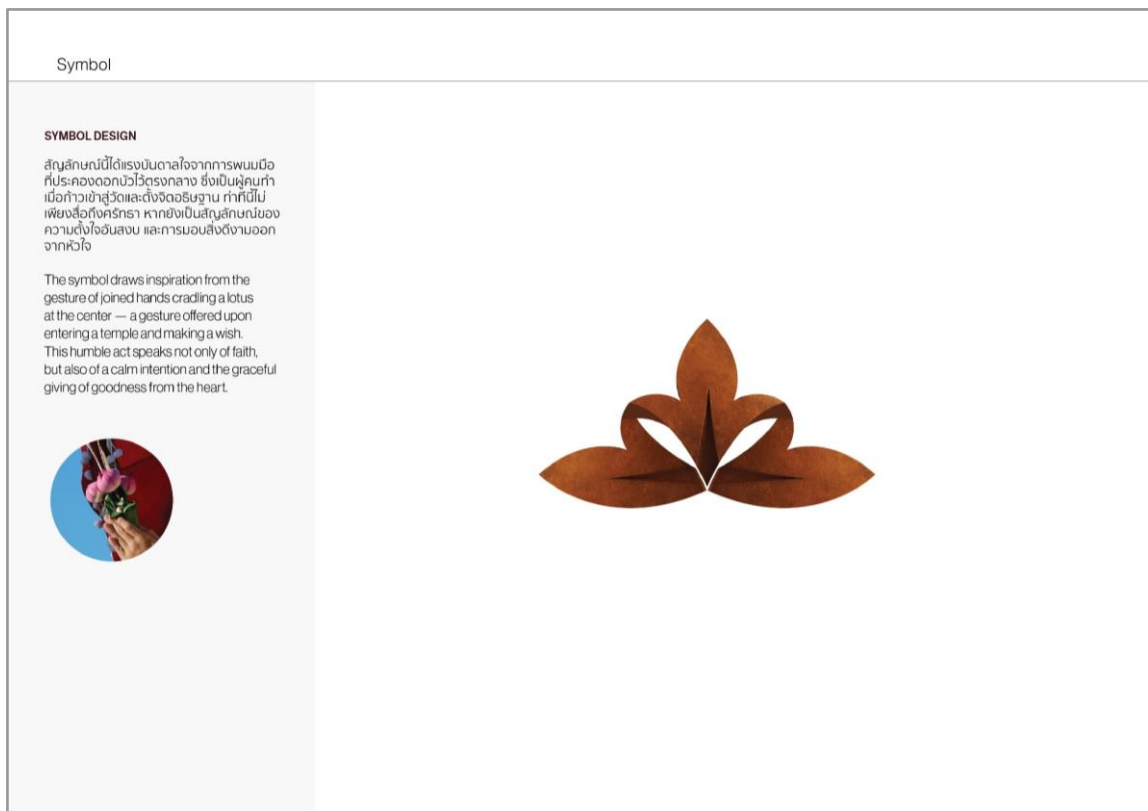 Symbol
SYMBOL DESIGN
สัญลักษณ์นี้ได้แรงบันดาลใจจากการพนมมือ
ที่ประคองดอกบัวไว้ตรงกลาง ซึ่งเป็นผู้คนทำ
เมื่อก้าวเข้าสู่วัดและตั้งจิตอธิษฐาน ท่าทีนี้ไม่
เพียงสื่อถึงศรัทธา หากยังเป็นสัญลักษณ์ของ
ความตั้งใจอันสงบ และการมอบสิ่งดีงามออก
จากหัวใจ
The symbol draws inspiration from the
gesture of joined hands cradling a lotus
at the center — a gesture offered upon
entering a temple and making a wish.
This humble act speaks not only of faith,
but also of a calm intention and the graceful
giving of goodness from the heart.